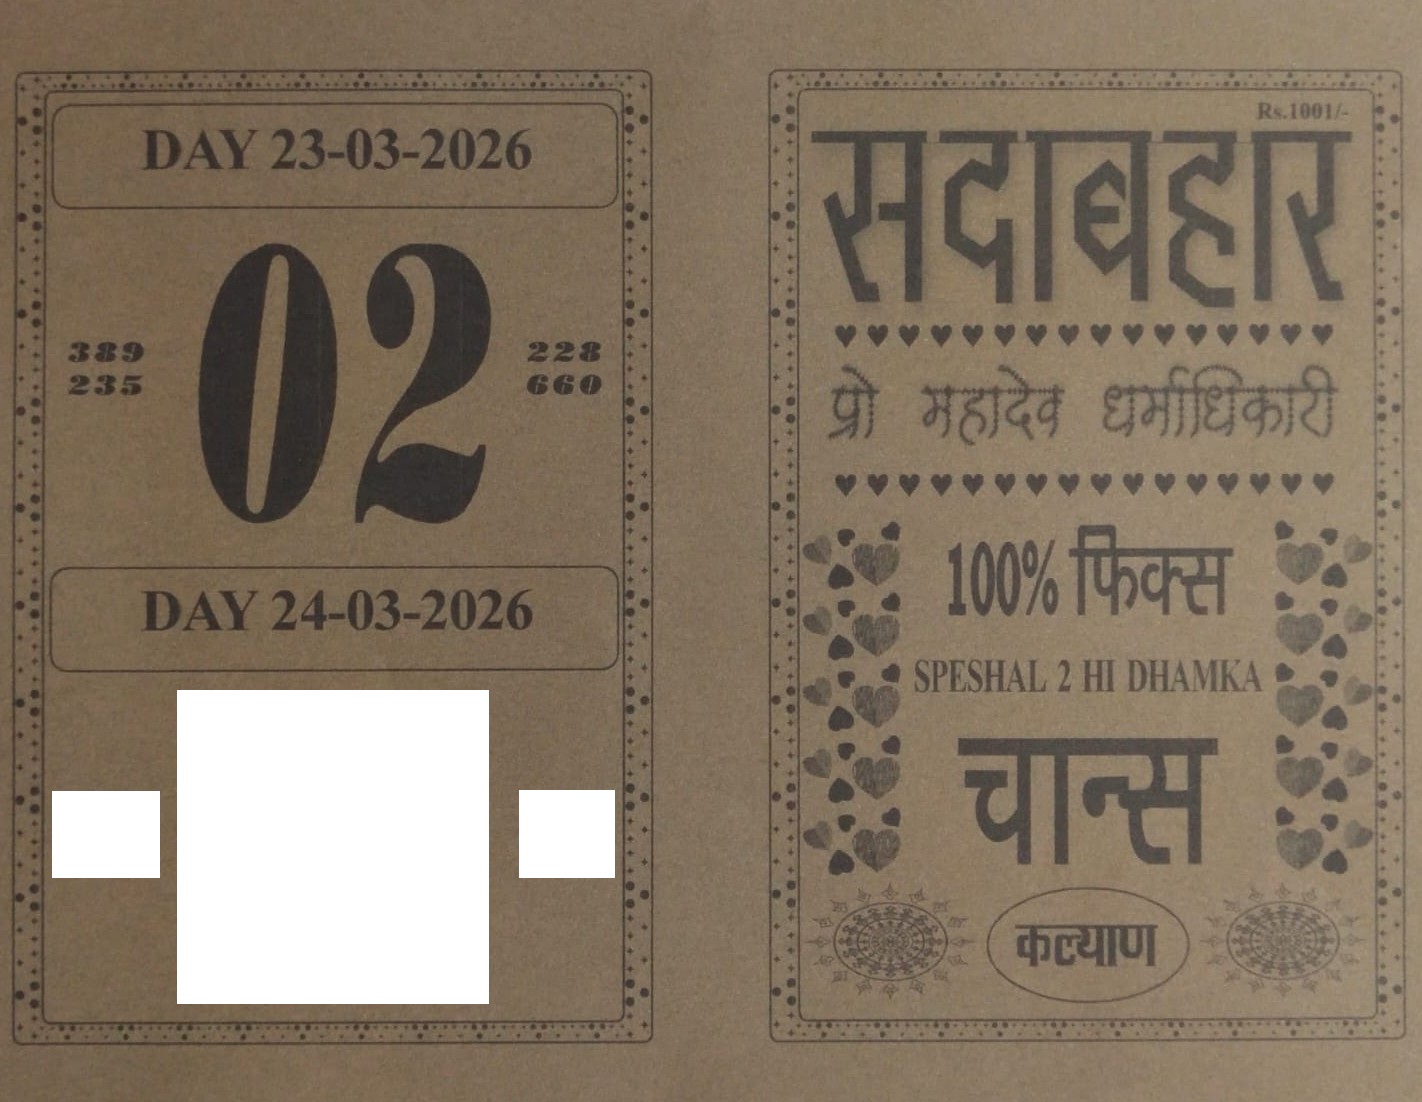 DAY 23-03-2026
02
389
235
228
660
DAY 24-03-2026
Rs.1001/-
सदाबहार
प्रो महादेव धर्माधिकारी
100% फिक्स
SPESHAL 2 HI DHAMKA
चान्स
कल्याण